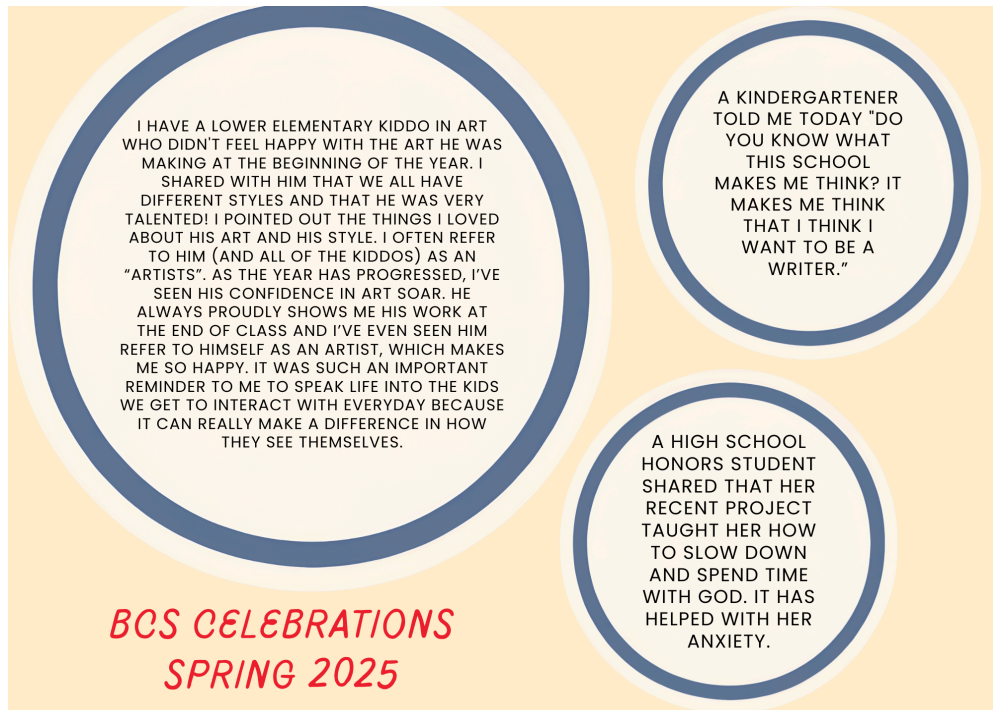 I HAVE A LOWER ELEMENTARY KIDDO IN ART
WHO DIDN'T FEEL HAPPY WITH THE ART HE WAS
MAKING AT THE BEGINNING OF THE YEAR. I
SHARED WITH HIM THAT WE ALL HAVE
DIFFERENT STYLES AND THAT HE WAS VERY
TALENTED! I POINTED OUT THE THINGS I LOVED
ABOUT HIS ART AND HIS STYLE. I OFTEN REFER
TO HIM (AND ALL OF THE KIDDOS) AS AN
“ARTISTS”. AS THE YEAR HAS PROGRESSED, I’VE
SEEN HIS CONFIDENCE IN ART SOAR. HE
ALWAYS PROUDLY SHOWS ME HIS WORK AT
THE END OF CLASS AND I’VE EVEN SEEN HIM
REFER TO HIMSELF AS AN ARTIST, WHICH MAKES
ME SO HAPPY. IT WAS SUCH AN IMPORTANT
REMINDER TO ME TO SPEAK LIFE INTO THE KIDS
WE GET TO INTERACT WITH EVERYDAY BECAUSE
IT CAN REALLY MAKE A DIFFERENCE IN HOW
THEY SEE THEMSELVES.
A KINDERGARTENER
TOLD ME TODAY "DO
YOU KNOW WHAT
THIS SCHOOL
MAKES ME THINK? IT
MAKES ME THINK
THAT I THINK I
WANT TO BE A
WRITER.”
A HIGH SCHOOL
HONORS STUDENT
SHARED THAT HER
RECENT PROJECT
TAUGHT HER HOW
TO SLOW DOWN
AND SPEND TIME
WITH GOD. IT HAS
HELPED WITH HER
ANXIETY.
BCS CELEBRATIONS
SPRING 2025